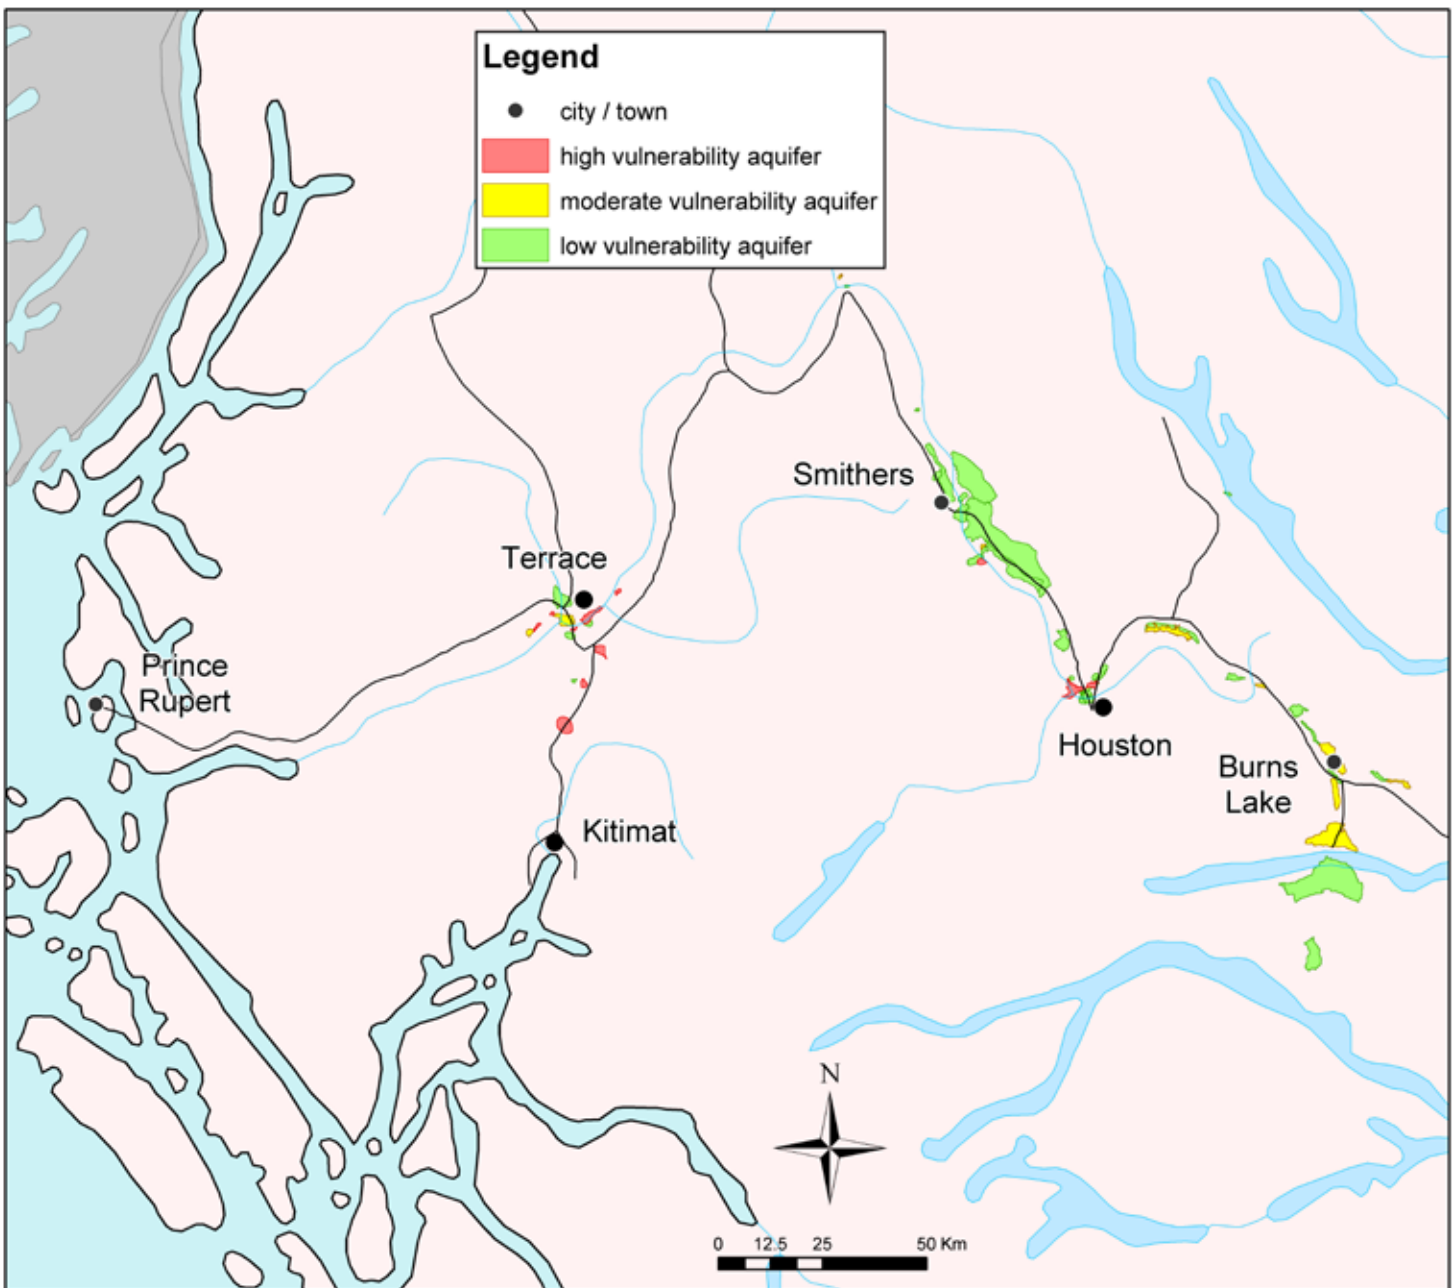 Legend
city / town
high vulnerability aquifer
moderate vulnerability aquifer
low vulnerability aquifer
Smithers
Terrace
Prince
Rupert
Houston
Burns
Lake
Kitimat
N
0 12.5 25 50 Km